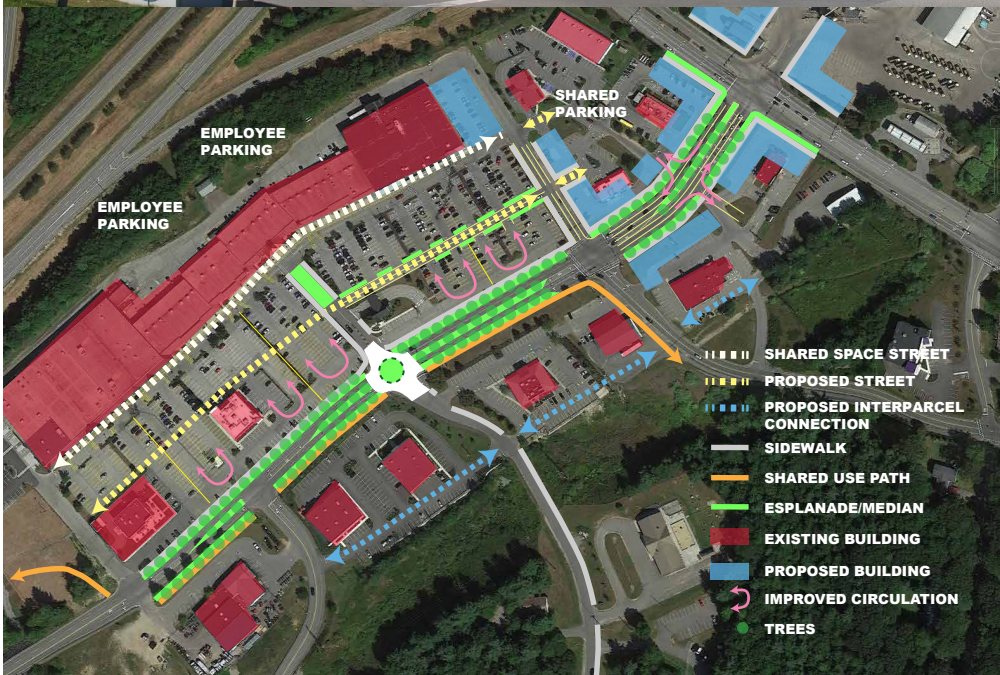 SHARED
PARKING
EMPLOYEE
PARKING
EMPLOYEE
PARKING
SHARED SPACE STREET
PROPOSED STREET
PROPOSED INTERPARCEL
CONNECTION
SIDEWALK
SHARED USE PATH
ESPLANADE/MEDIAN
EXISTING BUILDING
PROPOSED BUILDING
IMPROVED CIRCULATION
TREES